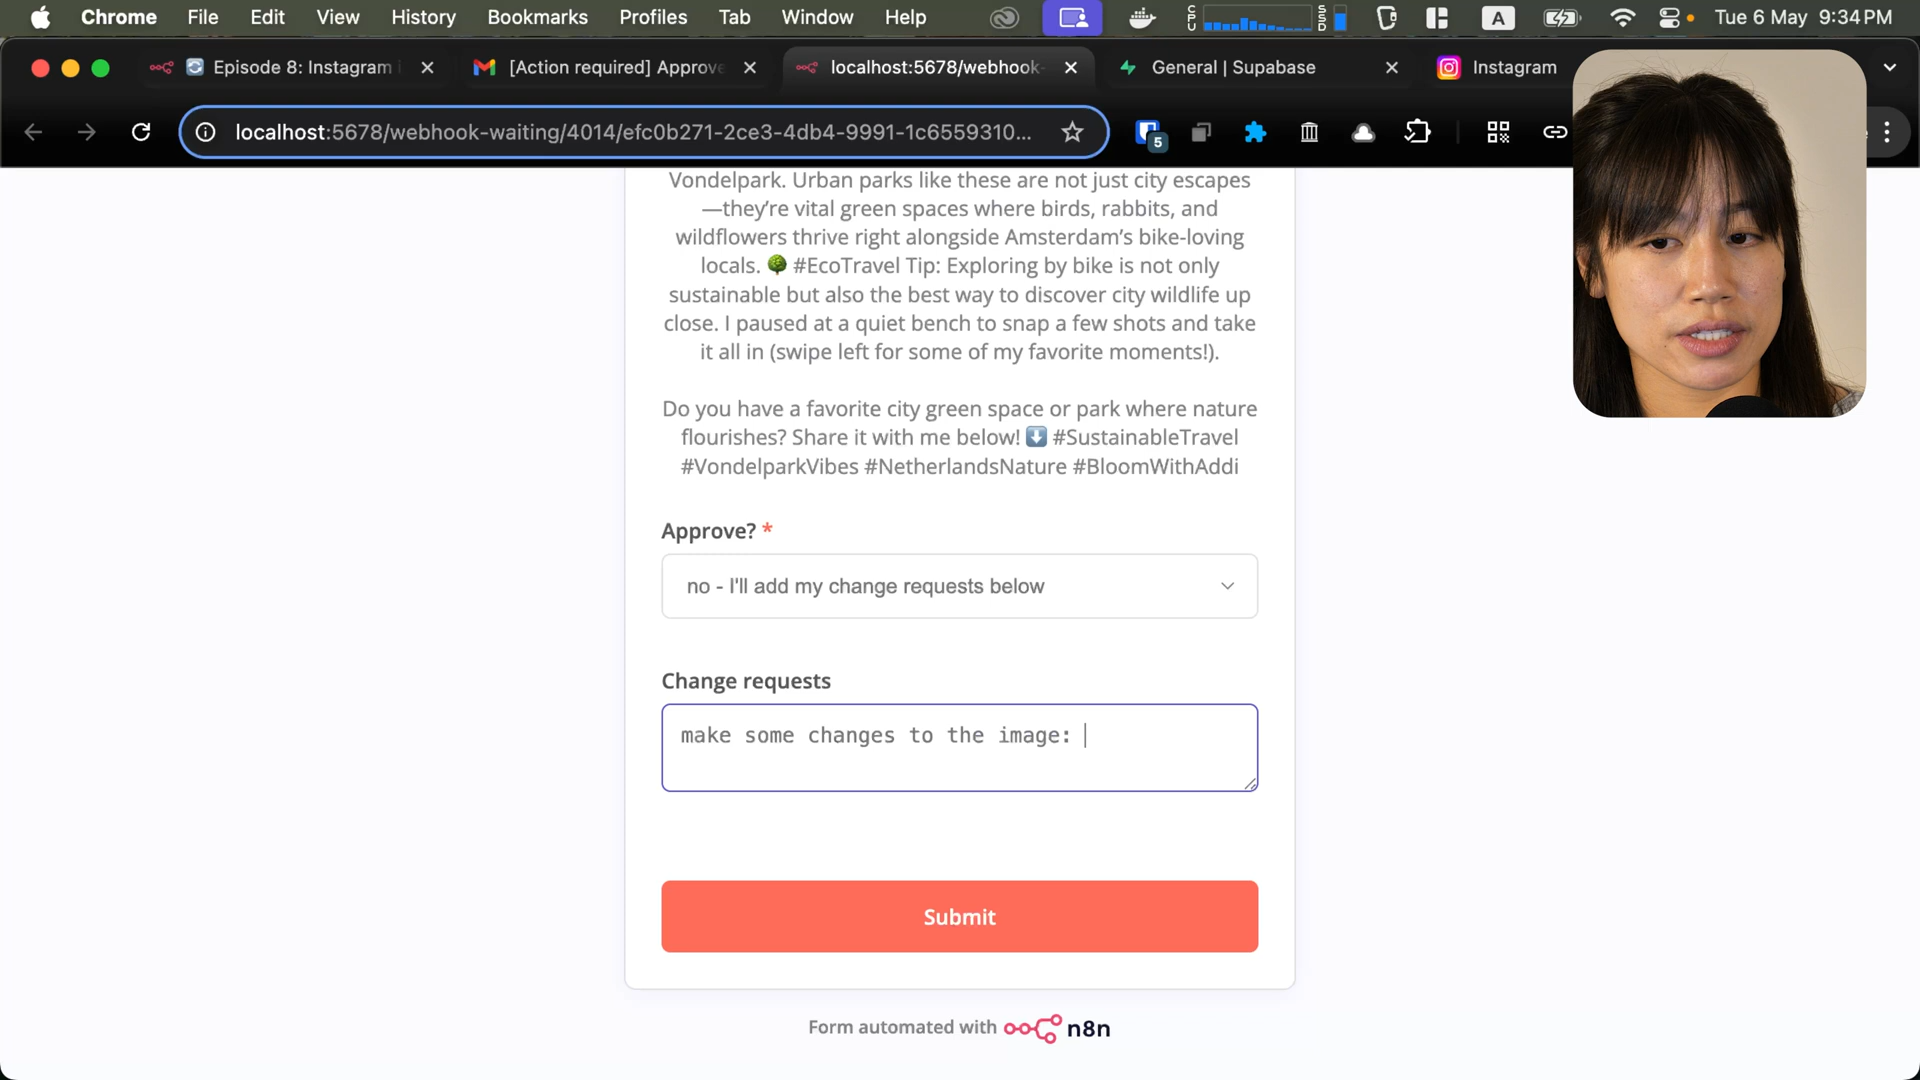 Chrome File Edit View History Bookmarks Profiles Tab Window Help CPU SSD A Tue 6 May 9:34 PM
Episode 8: Instagram [Action required] Approve localhost:5678/webhook- General | Supabase Instagram
localhost:5678/webhook-waiting/4014/efc0b271-2ce3-4db4-9991-1c6559310... 5
Vondelpark. Urban parks like these are not just city escapes
—they’re vital green spaces where birds, rabbits, and
wildflowers thrive right alongside Amsterdam’s bike-loving
locals. 🌳 #EcoTravel Tip: Exploring by bike is not only
sustainable but also the best way to discover city wildlife up
close. I paused at a quiet bench to snap a few shots and take
it all in (swipe left for some of my favorite moments!).
Do you have a favorite city green space or park where nature
flourishes? Share it with me below! ⬇️ #SustainableTravel
#VondelparkVibes #NetherlandsNature #BloomWithAddi
Approve? *
no - I'll add my change requests below
Change requests
make some changes to the image:
Submit
Form automated with n8n